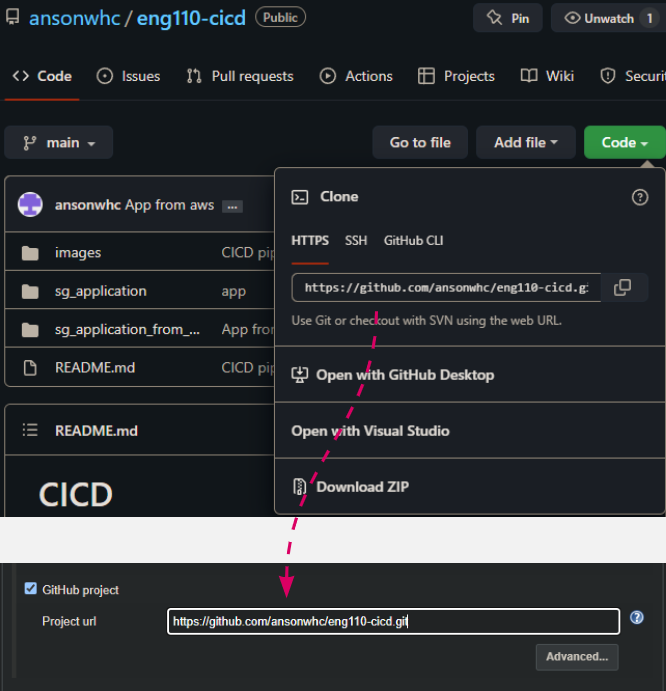 ansonwhc / eng110-cicd Public Pin Unwatch 1
Code Issues Pull requests Actions Projects Wiki Securi
main Go to file Add file Code
ansonwhc App from aws ...
images CICD pip
sg_application app
sg_application_from_... App from
README.md CICD pip
README.md
CICD
Clone
HTTPS SSH GitHub CLI
https://github.com/ansonwhc/eng110-cicd.gi
Use Git or checkout with SVN using the web URL.
Open with GitHub Desktop
Open with Visual Studio
Download ZIP
GitHub project
Project url https://github.com/ansonwhc/eng110-cicd.git
Advanced...